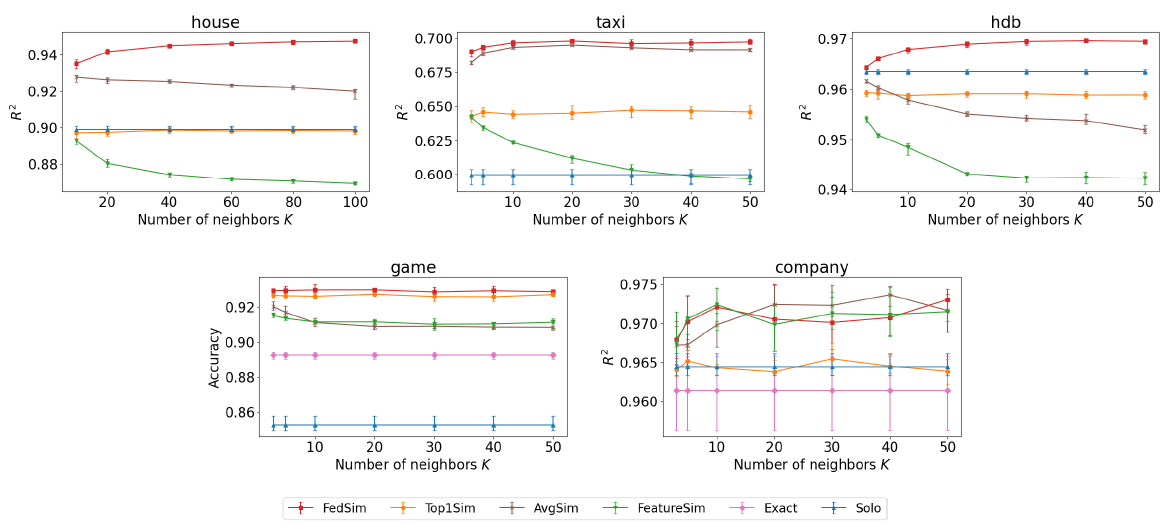 house
0.94
0.92
0.90
0.88
R²
20 40 60 80 100
Number of neighbors K
taxi
0.700
0.675
0.650
0.625
0.600
R²
10 20 30 40 50
Number of neighbors K
hdb
0.97
0.96
0.95
0.94
R²
10 20 30 40 50
Number of neighbors K
game
0.92
0.90
0.88
0.86
Accuracy
10 20 30 40 50
Number of neighbors K
company
0.975
0.970
0.965
0.960
R²
10 20 30 40 50
Number of neighbors K
FedSim Top1Sim AvgSim FeatureSim Exact Solo